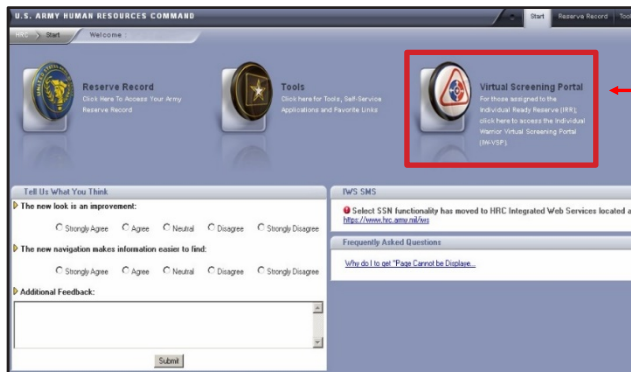 U.S. ARMY HUMAN RESOURCES COMMAND
Start Reserve Record Tool
HRC Start Welcome
Reserve Record
Click Here To Access Your Army
Reserve Record
Tools
Click here for Tools, Self-Service
Applications and Favorite Links
Virtual Screening Portal
For those assigned to the
Individual Ready Reserve (IRR),
click here to access the Individual
Warrior Virtual Screening Portal
(IW-VSP).
Tell Us What You Think
The new look is an improvement:
Strongly Agree Agree Neutral Disagree Strongly Disagree
The new navigation makes information easier to find:
Strongly Agree Agree Neutral Disagree Strongly Disagree
Additional Feedback:
Submit
IWS SMS
Select SSN functionality has moved to HRC Integrated Web Services located a
https://www.hrc.army.mil/iws
Frequently Asked Questions
Why do I to get "Page Cannot be Displaye...